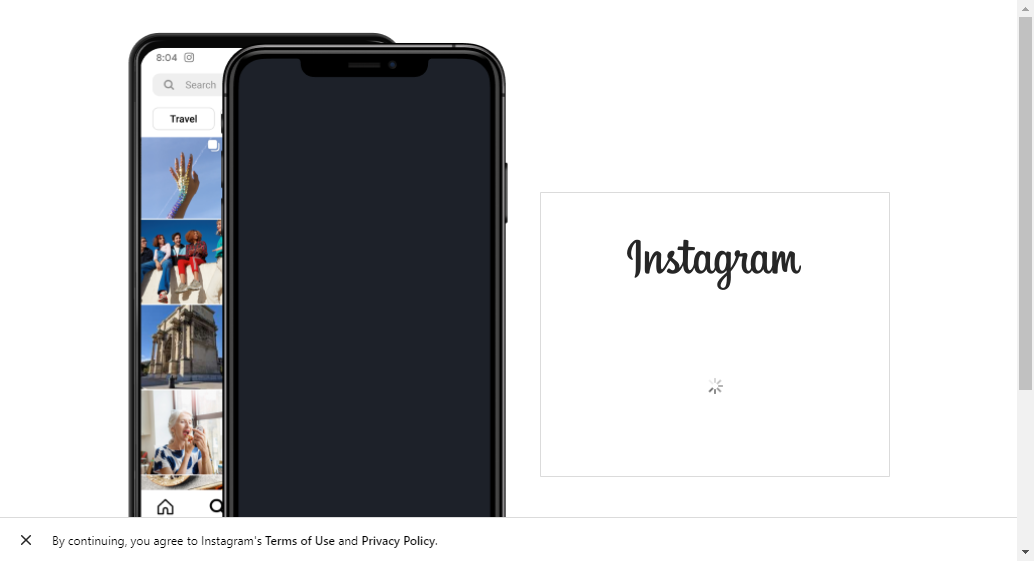 8:04
Search
Travel
Instagram
By continuing, you agree to Instagram's Terms of Use and Privacy Policy.